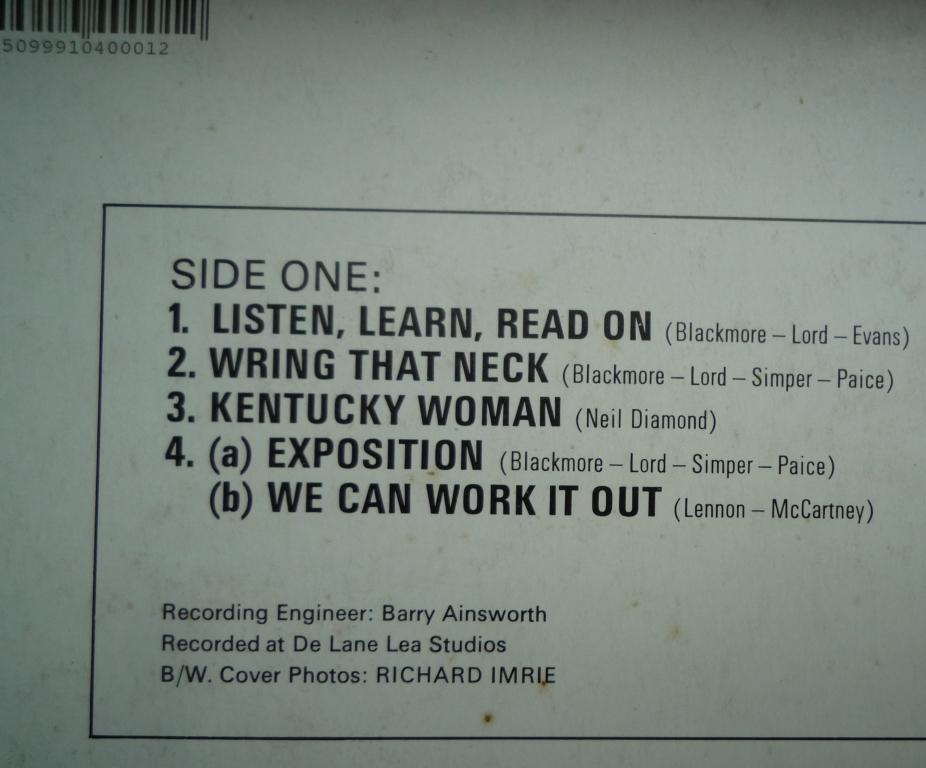 5099910400012
SIDE ONE:
1. LISTEN, LEARN, READ ON (Blackmore – Lord – Evans)
2. WRING THAT NECK (Blackmore – Lord – Simper – Paice)
3. KENTUCKY WOMAN (Neil Diamond)
4. (a) EXPOSITION (Blackmore – Lord – Simper – Paice)
(b) WE CAN WORK IT OUT (Lennon – McCartney)
Recording Engineer: Barry Ainsworth
Recorded at De Lane Lea Studios
B/W. Cover Photos: RICHARD IMRIE